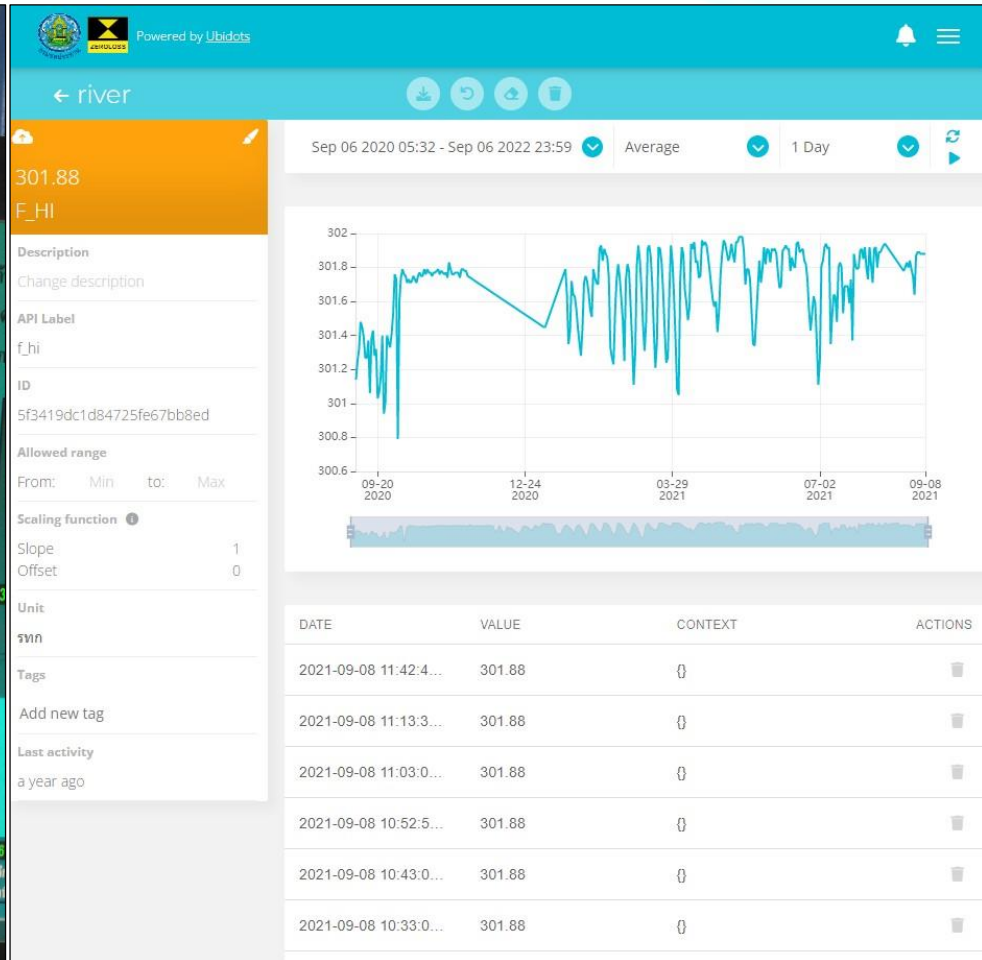 ZEROLOSS
Powered by Ubidots
← river
301.88
F_HI
Description
Change description
API Label
f_hi
ID
5f3419dc1d84725fe67bb8ed
Allowed range
From: Min to: Max
Scaling function
Slope 1
Offset 0
Unit
รทก
Tags
Add new tag
Last activity
a year ago
Sep 06 2020 05:32 - Sep 06 2022 23:59 Average 1 Day
302
301.8
301.6
301.4
301.2
301
300.8
300.6
09-20 12-24 03-29 07-02 09-08
2020 2020 2021 2021 2021
DATE VALUE CONTEXT ACTIONS
2021-09-08 11:42:4... 301.88 {}
2021-09-08 11:13:3... 301.88 {}
2021-09-08 11:03:0... 301.88 {}
2021-09-08 10:52:5... 301.88 {}
2021-09-08 10:43:0... 301.88 {}
2021-09-08 10:33:0... 301.88 {}